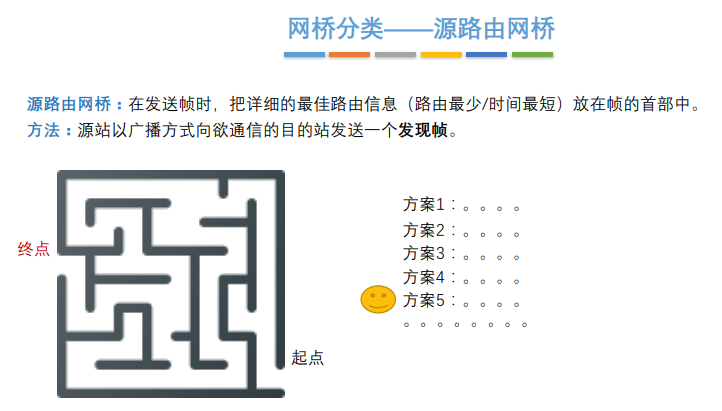 网桥分类——源路由网桥
源路由网桥：在发送帧时，把详细的最佳路由信息（路由最少/时间最短）放在帧的首部中。
方法：源站以广播方式向欲通信的目的站发送一个发现帧。
终点
起点
方案1：。。。。
方案2：。。。。
方案3：。。。。
方案4：。。。。
方案5：。。。。
。。。。。。。。